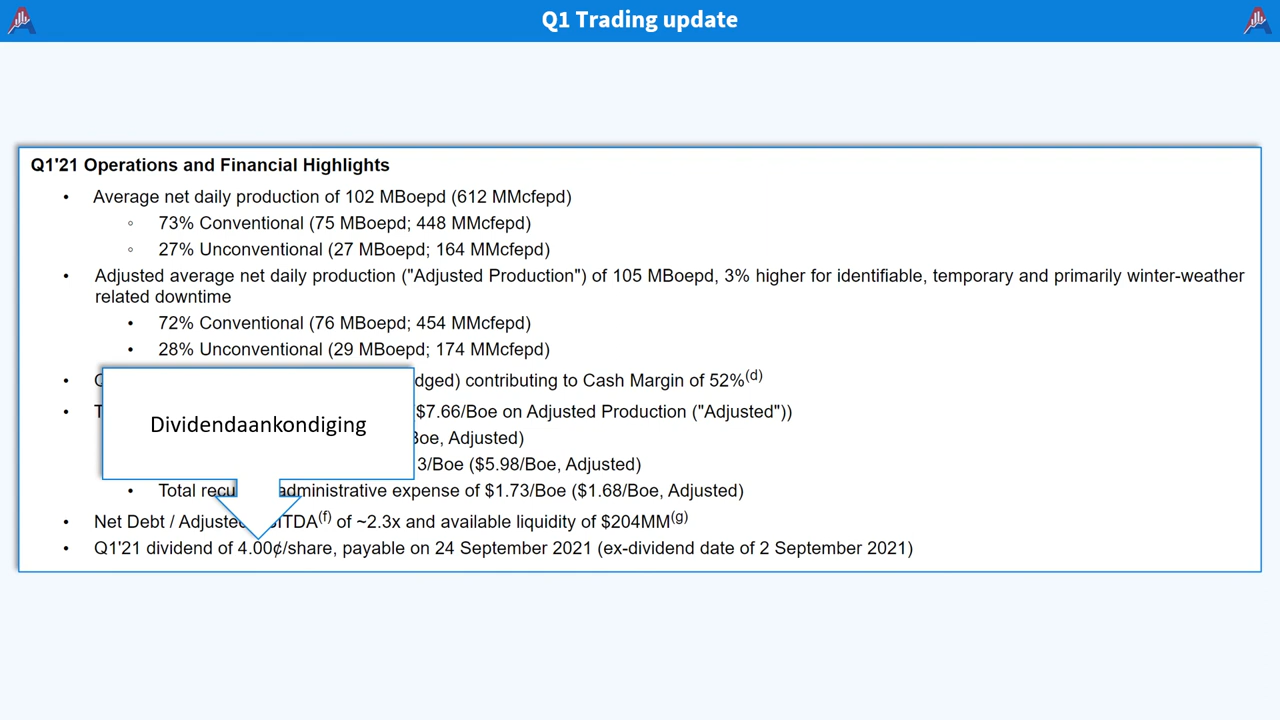 Q1 Trading update
Q1'21 Operations and Financial Highlights
• Average net daily production of 102 MBoepd (612 MMcfepd)
◦ 73% Conventional (75 MBoepd; 448 MMcfepd)
◦ 27% Unconventional (27 MBoepd; 164 MMcfepd)
• Adjusted average net daily production ("Adjusted Production") of 105 MBoepd, 3% higher for identifiable, temporary and primarily winter-weather
related downtime
• 72% Conventional (76 MBoepd; 454 MMcfepd)
• 28% Unconventional (29 MBoepd; 174 MMcfepd)
• contributing to Cash Margin of 52%(d)
• $7.66/Boe on Adjusted Production ("Adjusted"))
Adjusted)
($5.98/Boe, Adjusted)
Dividendaankondiging
• Total administrative expense of $1.73/Boe ($1.68/Boe, Adjusted)
• Net Debt / Adjusted of ~2.3x and available liquidity of $204MM(g)
• Q1'21 dividend of 4.00¢/share, payable on 24 September 2021 (ex-dividend date of 2 September 2021)